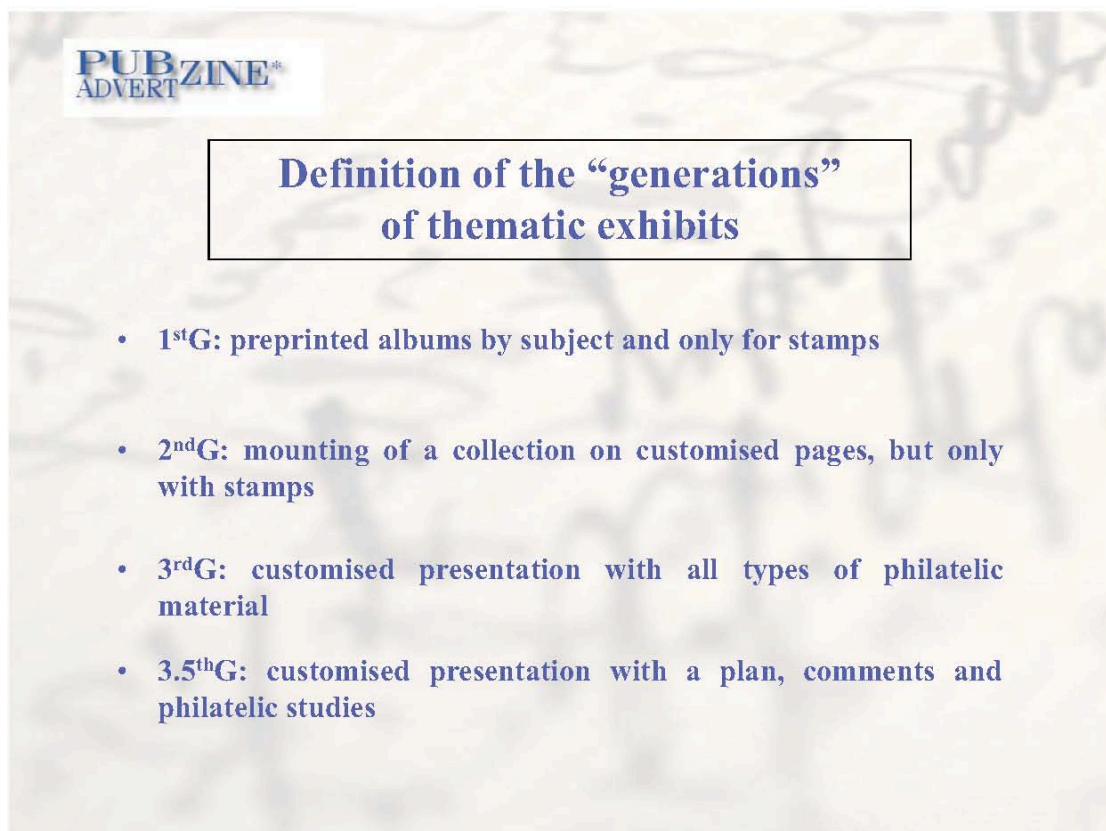 PUB ZINE*
ADVERT
Definition of the “generations”
of thematic exhibits
• 1stG: preprinted albums by subject and only for stamps
• 2ndG: mounting of a collection on customised pages, but only
with stamps
• 3rdG: customised presentation with all types of philatelic
material
• 3.5thG: customised presentation with a plan, comments and
philatelic studies